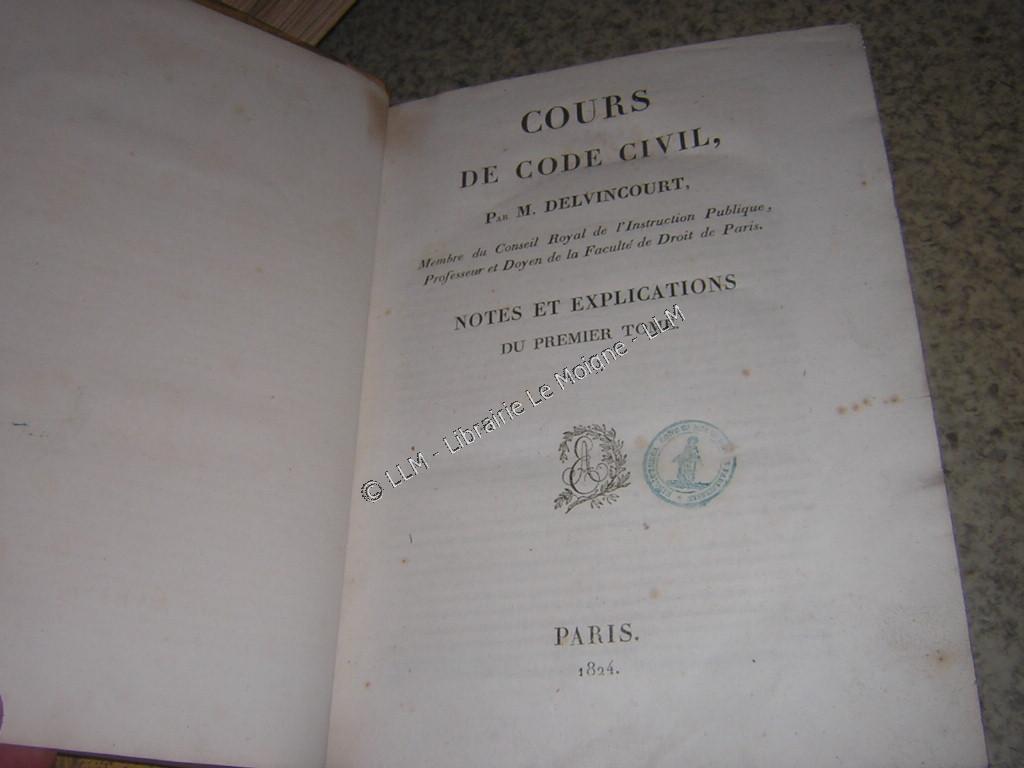 COURS
DE CODE CIVIL,
PAR M. DELVINCOURT,
Membre du Conseil Royal de l'Instruction Publique,
Professeur et Doyen de la Faculté de Droit de Paris.
NOTES ET EXPLICATIONS
DU PREMIER TOME.
© LLM - Librairie Le Moigne - LLM
PARIS.
1824.